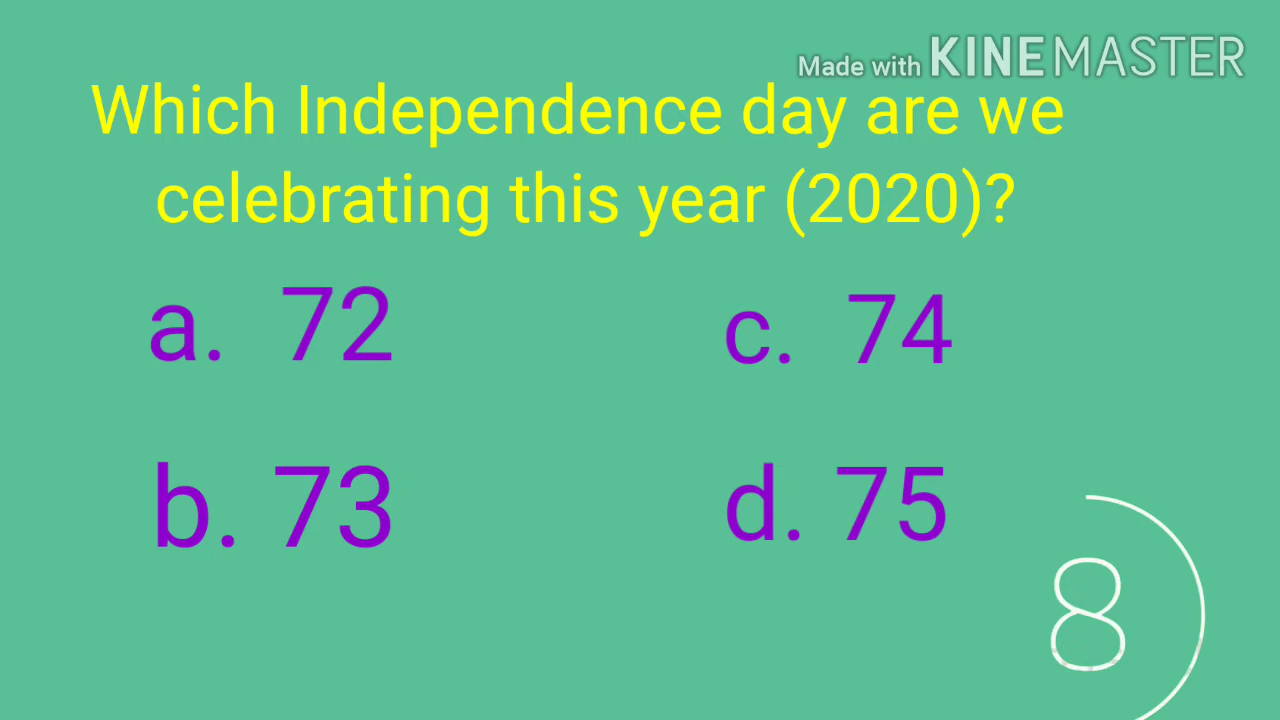 Made with KINEMASTER
Which Independence day are we
celebrating this year (2020)?
a. 72
c. 74
b. 73
d. 75
8